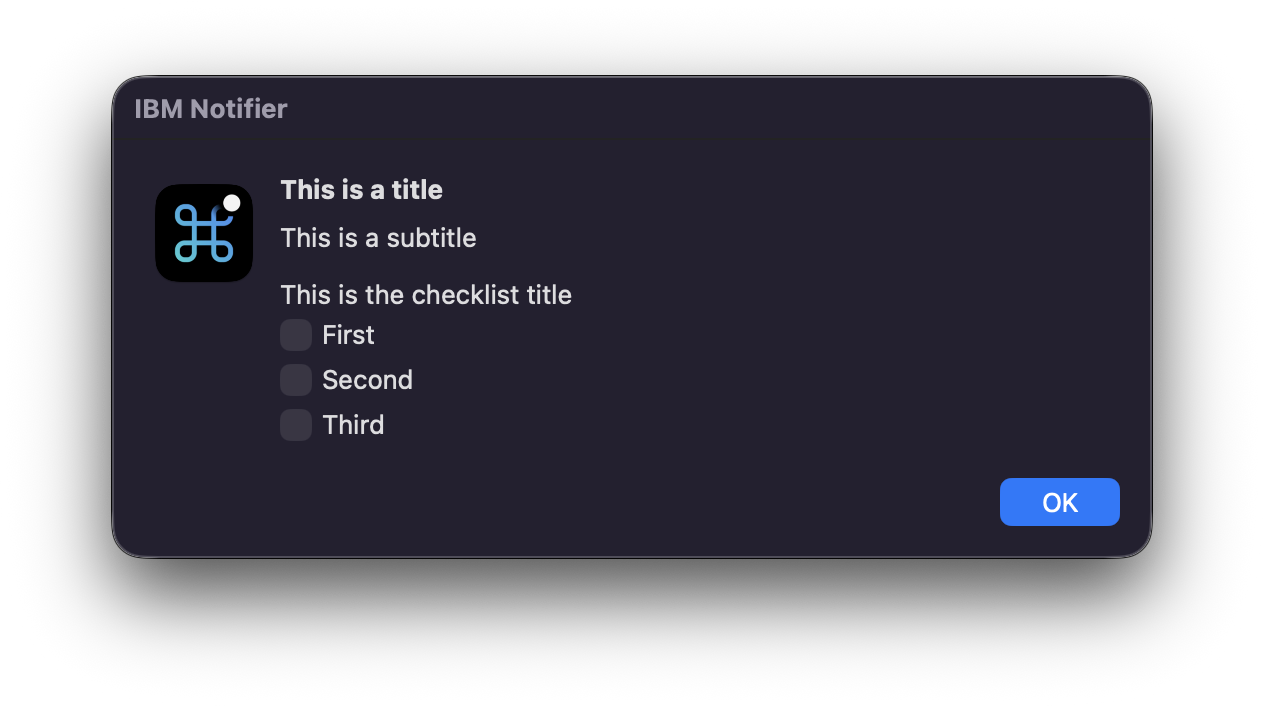 IBM Notifier
This is a title
This is a subtitle
This is the checklist title
First
Second
Third
OK